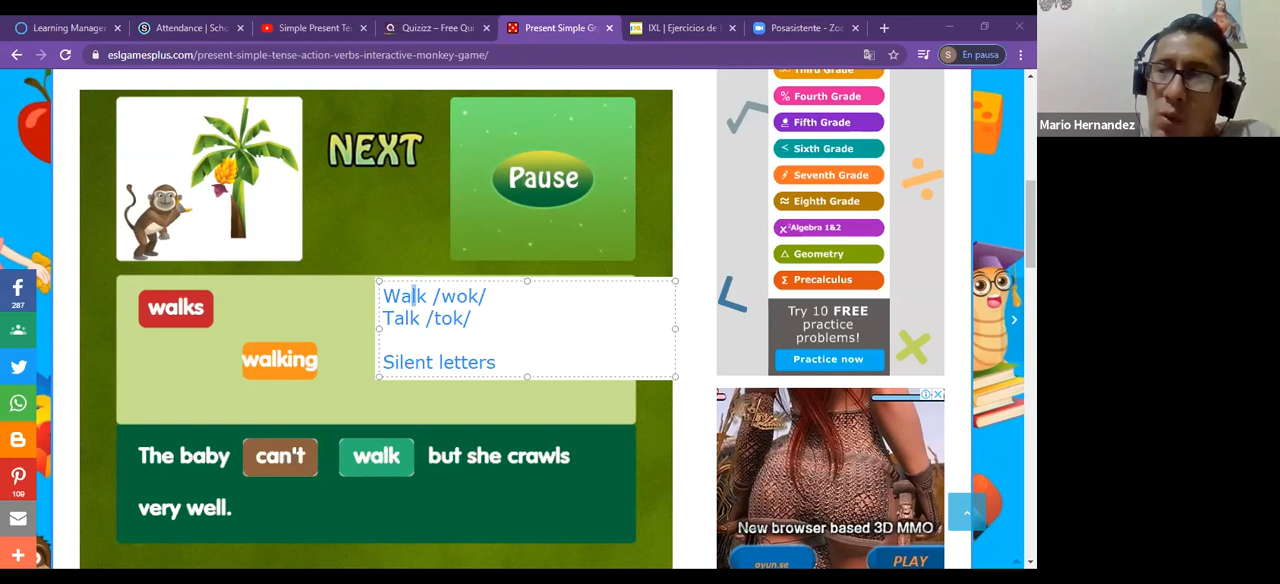 Learning Manager
Attendance | Scho
Simple Present Te
Quizizz – Free Qui
Present Simple Gr
IXL | Ejercicios de
Posasistente - Zoo
eslgamesplus.com/present-simple-tense-action-verbs-interactive-monkey-game/
S En pausa
Mario Hernandez
NEXT
Pause
walks
walking
Walk /wok/
Talk /tok/
Silent letters
The baby can't walk but she crawls
very well.
287
109
Third Grade
Fourth Grade
Fifth Grade
Sixth Grade
Seventh Grade
Eighth Grade
Algebra 1&2
Geometry
Precalculus
Try 10 FREE
practice
problems!
Practice now
New browser based 3D MMO
oyun.se
PLAY